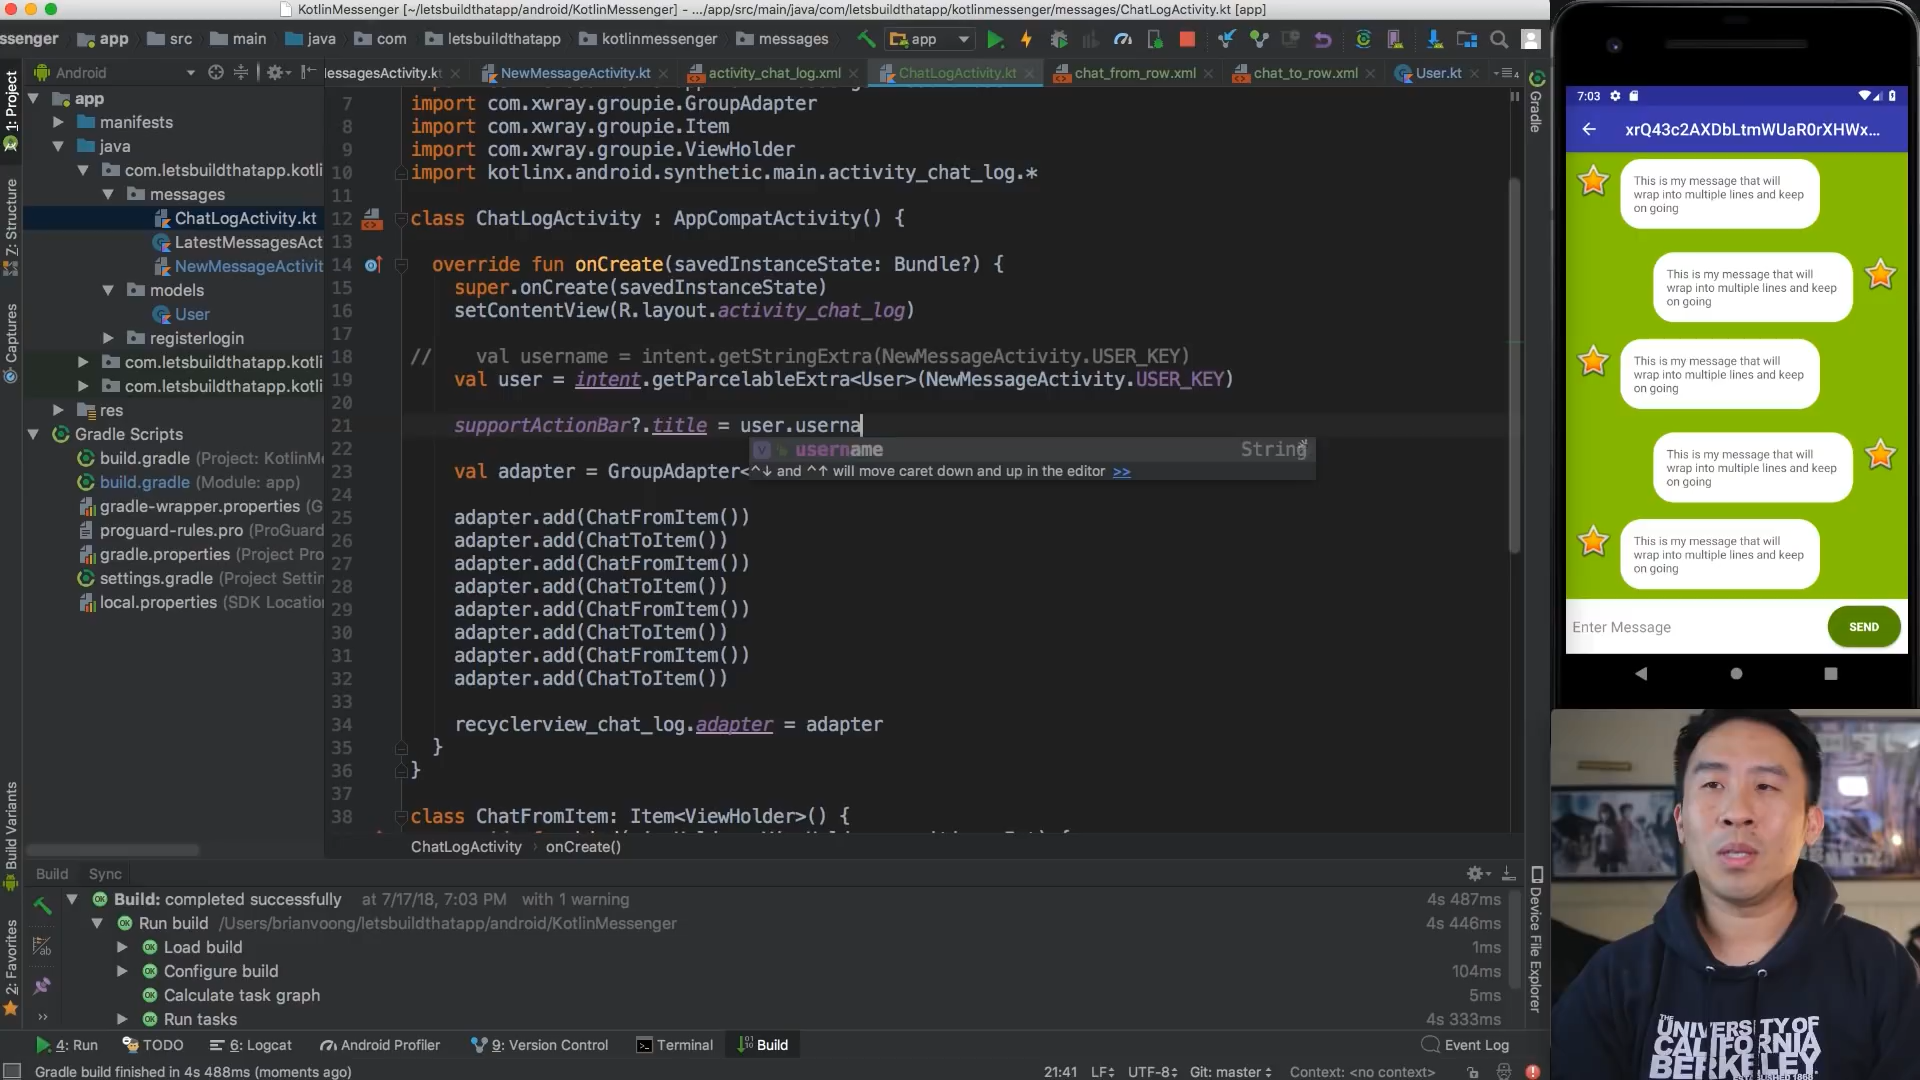 KotlinMessenger [~/letsbuildthatapp/android/KotlinMessenger] - .../app/src/main/java/com/letsbuildthatapp/kotlinmessenger/messages/ChatLogActivity.kt [app]
ssenger app src main java com letsbuildthatapp kotlinmessenger messages app
Android
lessagesActivity.kt NewMessageActivity.kt activity_chat_log.xml ChatLogActivity.kt chat_from_row.xml chat_to_row.xml User.kt
1: Project
Z: Structure
Captures
Build Variants
2: Favorites
app
manifests
java
com.letsbuildthatapp.kotli
messages
ChatLogActivity.kt
LatestMessagesAct
NewMessageActivit
models
User
registerlogin
com.letsbuildthatapp.kotli
com.letsbuildthatapp.kotli
res
Gradle Scripts
build.gradle (Project: KotlinM
build.gradle (Module: app)
gradle-wrapper.properties (G
proguard-rules.pro (ProGuard
gradle.properties (Project Pro
settings.gradle (Project Settin
local.properties (SDK Location
7 import com.xwray.groupie.GroupAdapter
8 import com.xwray.groupie.Item
9 import com.xwray.groupie.ViewHolder
10 import kotlinx.android.synthetic.main.activity_chat_log.*
11
12 class ChatLogActivity : AppCompatActivity() {
13
14 override fun onCreate(savedInstanceState: Bundle?) {
15 super.onCreate(savedInstanceState)
16 setContentView(R.layout.activity_chat_log)
17
18 // val username = intent.getStringExtra(NewMessageActivity.USER_KEY)
19 val user = intent.getParcelableExtra<User>(NewMessageActivity.USER_KEY)
20
21 supportActionBar?.title = user.userna
22
username String
^↓ and ^↑ will move caret down and up in the editor >>
23 val adapter = GroupAdapter<
24
25 adapter.add(ChatFromItem())
26 adapter.add(ChatToItem())
27 adapter.add(ChatFromItem())
28 adapter.add(ChatToItem())
29 adapter.add(ChatFromItem())
30 adapter.add(ChatToItem())
31 adapter.add(ChatFromItem())
32 adapter.add(ChatToItem())
33
34 recyclerview_chat_log.adapter = adapter
35 }
36 }
37
38 class ChatFromItem: Item<ViewHolder>() {
ChatLogActivity › onCreate()
Gradle
Device File Explorer
Build Sync
Build: completed successfully at 7/17/18, 7:03 PM with 1 warning 4s 487ms
Run build /Users/brianvoong/letsbuildthatapp/android/KotlinMessenger 4s 446ms
Load build 1ms
Configure build 104ms
Calculate task graph 5ms
Run tasks 4s 333ms
4: Run TODO 6: Logcat Android Profiler 9: Version Control Terminal Build Event Log
Gradle build finished in 4s 488ms (moments ago) 21:41 LF UTF-8 Git: master Context: <no context>
7:03
xrQ43c2AXDbLtmWUaR0rXHWx...
This is my message that will
wrap into multiple lines and keep
on going
This is my message that will
wrap into multiple lines and keep
on going
This is my message that will
wrap into multiple lines and keep
on going
This is my message that will
wrap into multiple lines and keep
on going
This is my message that will
wrap into multiple lines and keep
on going
Enter Message SEND
THE
UNIVERSITY OF
CALIFORNIA
BERKELEY